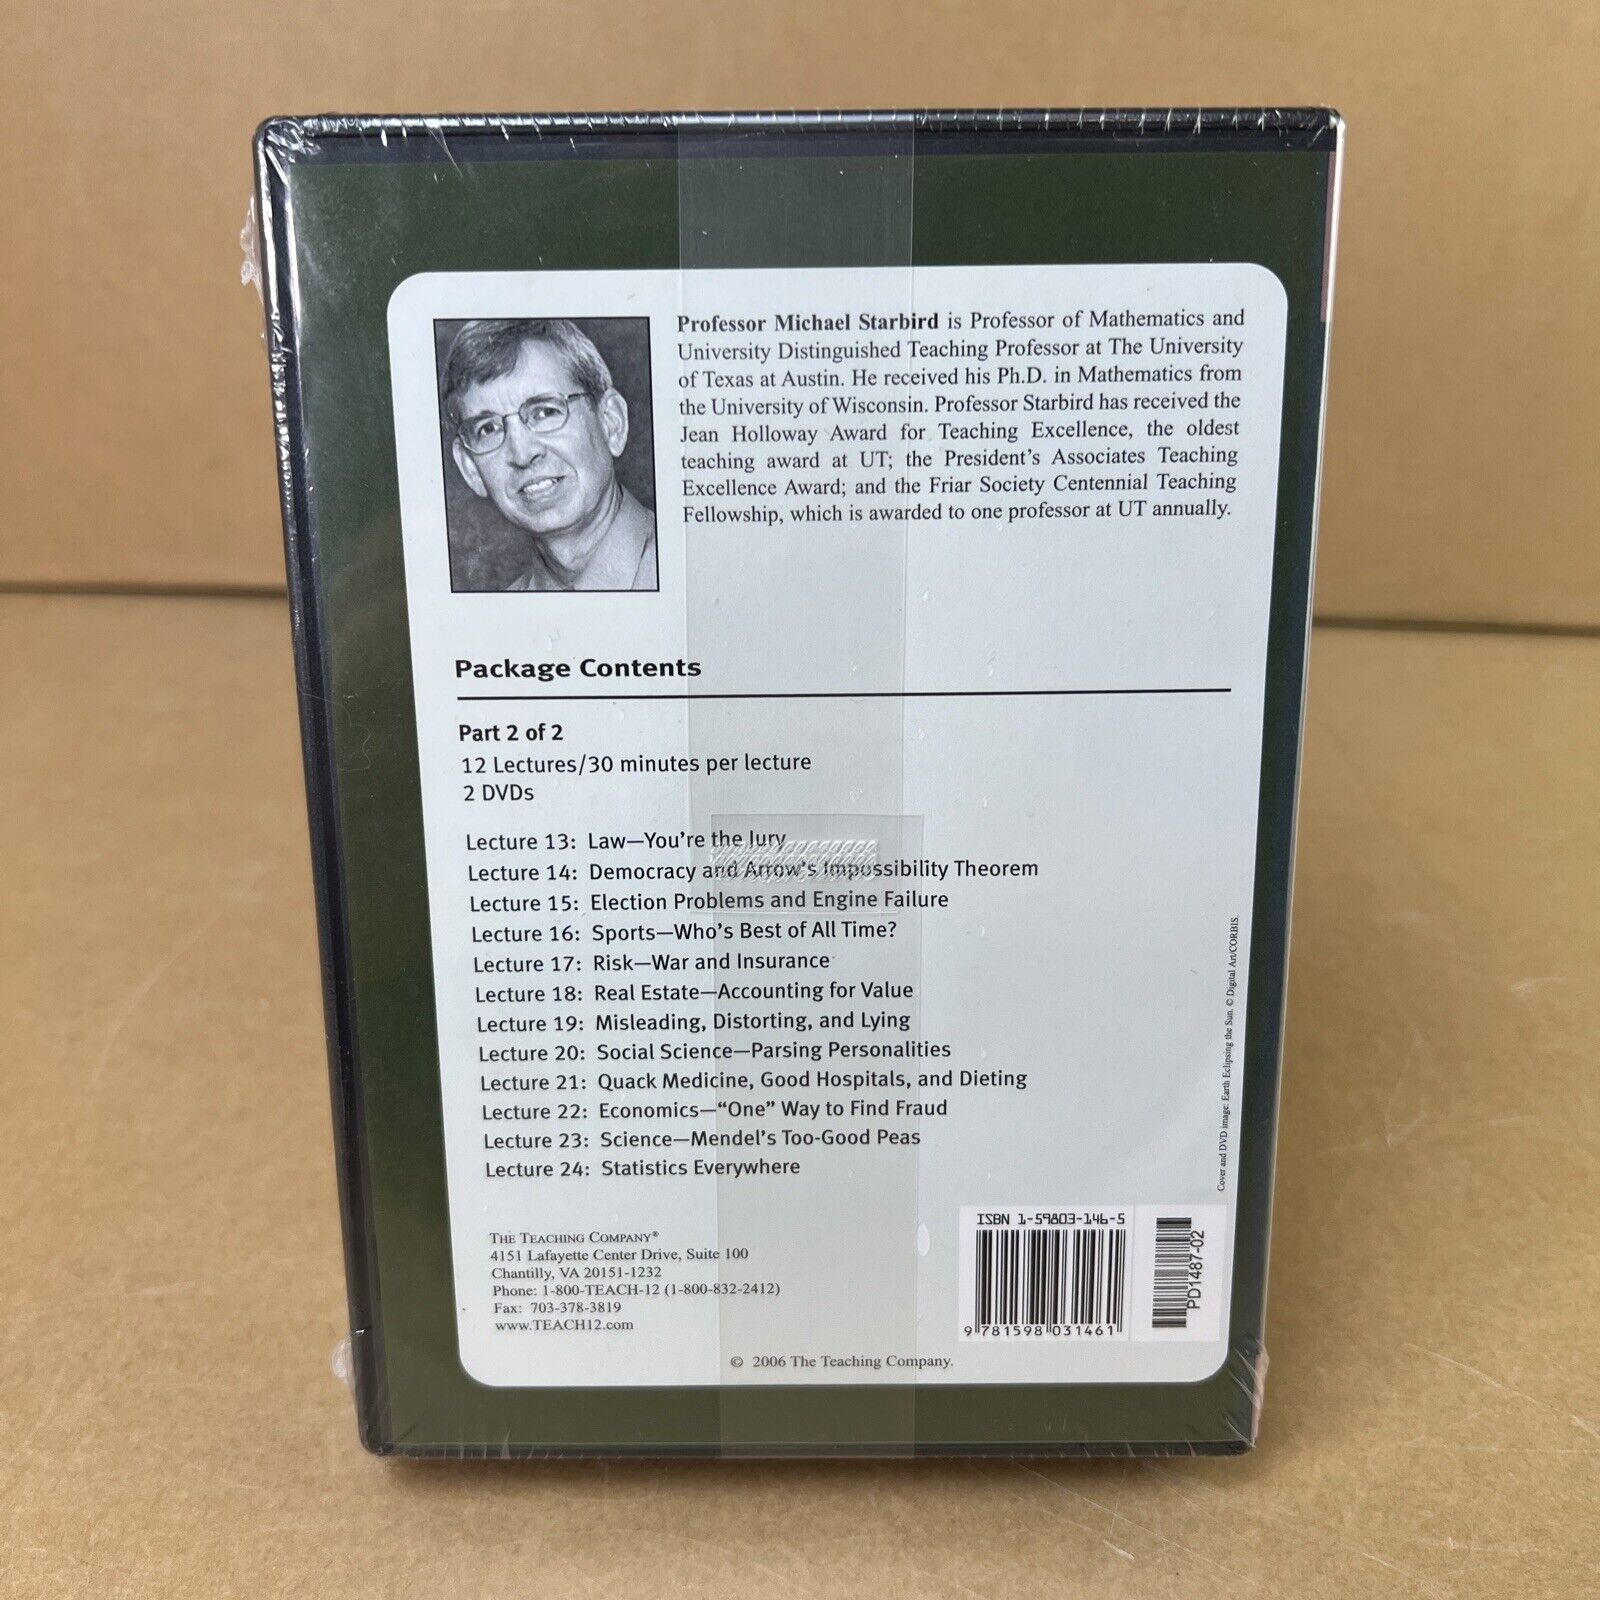 Professor Michael Starbird is Professor of Mathematics and
University Distinguished Teaching Professor at The University
of Texas at Austin. He received his Ph.D. in Mathematics from
the University of Wisconsin. Professor Starbird has received the
Jean Holloway Award for Teaching Excellence, the oldest
teaching award at UT; the President's Associates Teaching
Excellence Award; and the Friar Society Centennial Teaching
Fellowship, which is awarded to one professor at UT annually.
Package Contents
Part 2 of 2
12 Lectures/30 minutes per lecture
2 DVDs
Lecture 13: Law—You're the Jury
Lecture 14: Democracy and Arrow's Impossibility Theorem
Lecture 15: Election Problems and Engine Failure
Lecture 16: Sports—Who's Best of All Time?
Lecture 17: Risk—War and Insurance
Lecture 18: Real Estate—Accounting for Value
Lecture 19: Misleading, Distorting, and Lying
Lecture 20: Social Science—Parsing Personalities
Lecture 21: Quack Medicine, Good Hospitals, and Dieting
Lecture 22: Economics—“One” Way to Find Fraud
Lecture 23: Science—Mendel's Too-Good Peas
Lecture 24: Statistics Everywhere
Cover and DVD image: Earth Eclipsing the Sun. © Digital Art/CORBIS.
THE TEACHING COMPANY®
4151 Lafayette Center Drive, Suite 100
Chantilly, VA 20151-1232
Phone: 1-800-TEACH-12 (1-800-832-2412)
Fax: 703-378-3819
www.TEACH12.com
ISBN 1-59803-146-5
9 781598 031461
PD1487-02
© 2006 The Teaching Company.